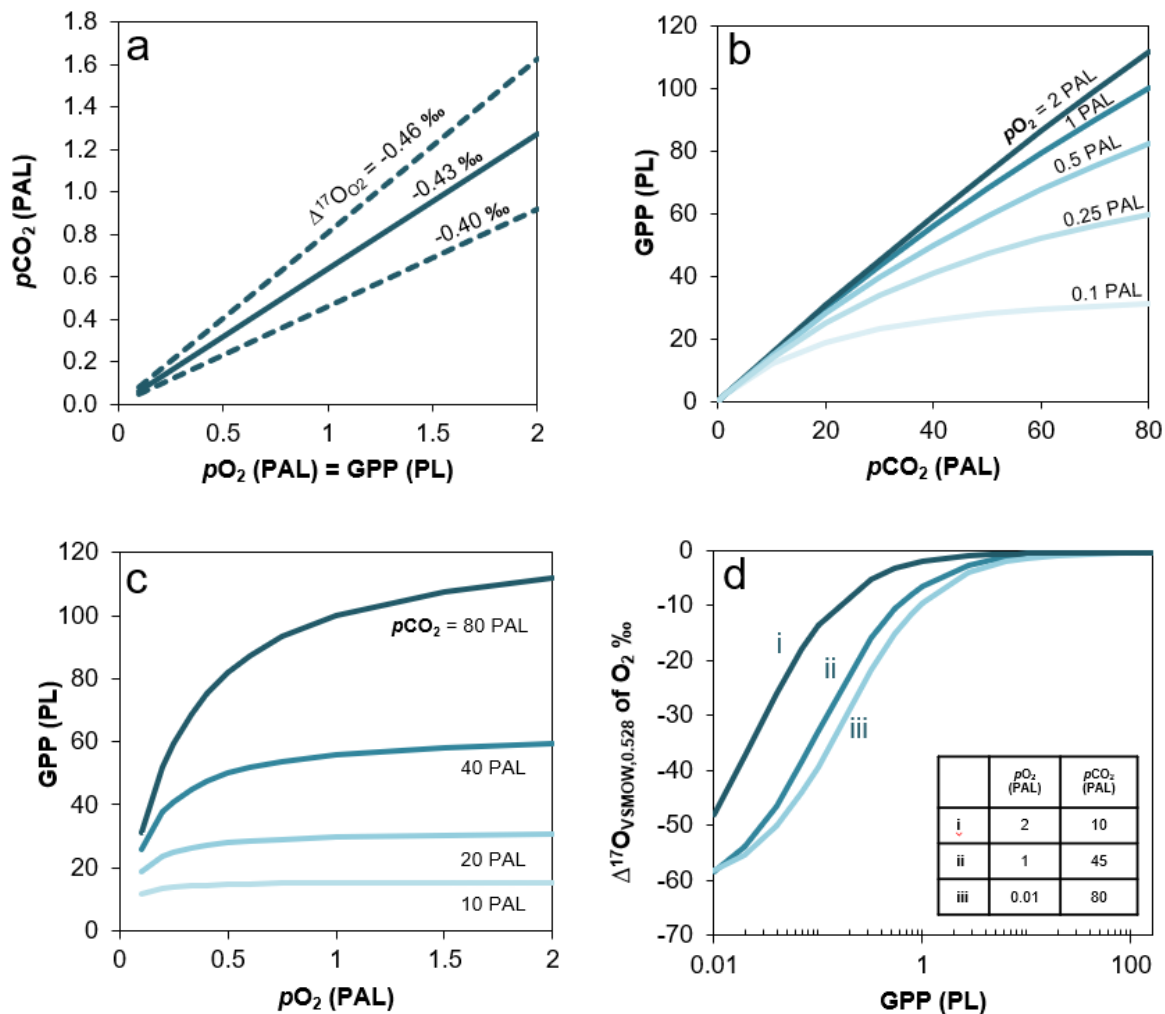 a
pCO₂ (PAL)
1.8
1.6
1.4
1.2
1.0
0.8
0.6
0.4
0.2
0.0
Δ¹⁷O O2 = -0.46 ‰
-0.43 ‰
-0.40 ‰
0 0.5 1 1.5 2
pO₂ (PAL) = GPP (PL)
b
GPP (PL)
120
100
80
60
40
20
0
pO₂ = 2 PAL
1 PAL
0.5 PAL
0.25 PAL
0.1 PAL
0 20 40 60 80
pCO₂ (PAL)
c
GPP (PL)
120
100
80
60
40
20
0
pCO₂ = 80 PAL
40 PAL
20 PAL
10 PAL
0 0.5 1 1.5 2
pO₂ (PAL)
d
Δ¹⁷O VSMOW,0.528 of O₂ ‰
0
-10
-20
-30
-40
-50
-60
-70
i
ii
iii
pO₂ (PAL) pCO₂ (PAL)
i 2 10
ii 1 45
iii 0.01 80
0.01 1 100
GPP (PL)